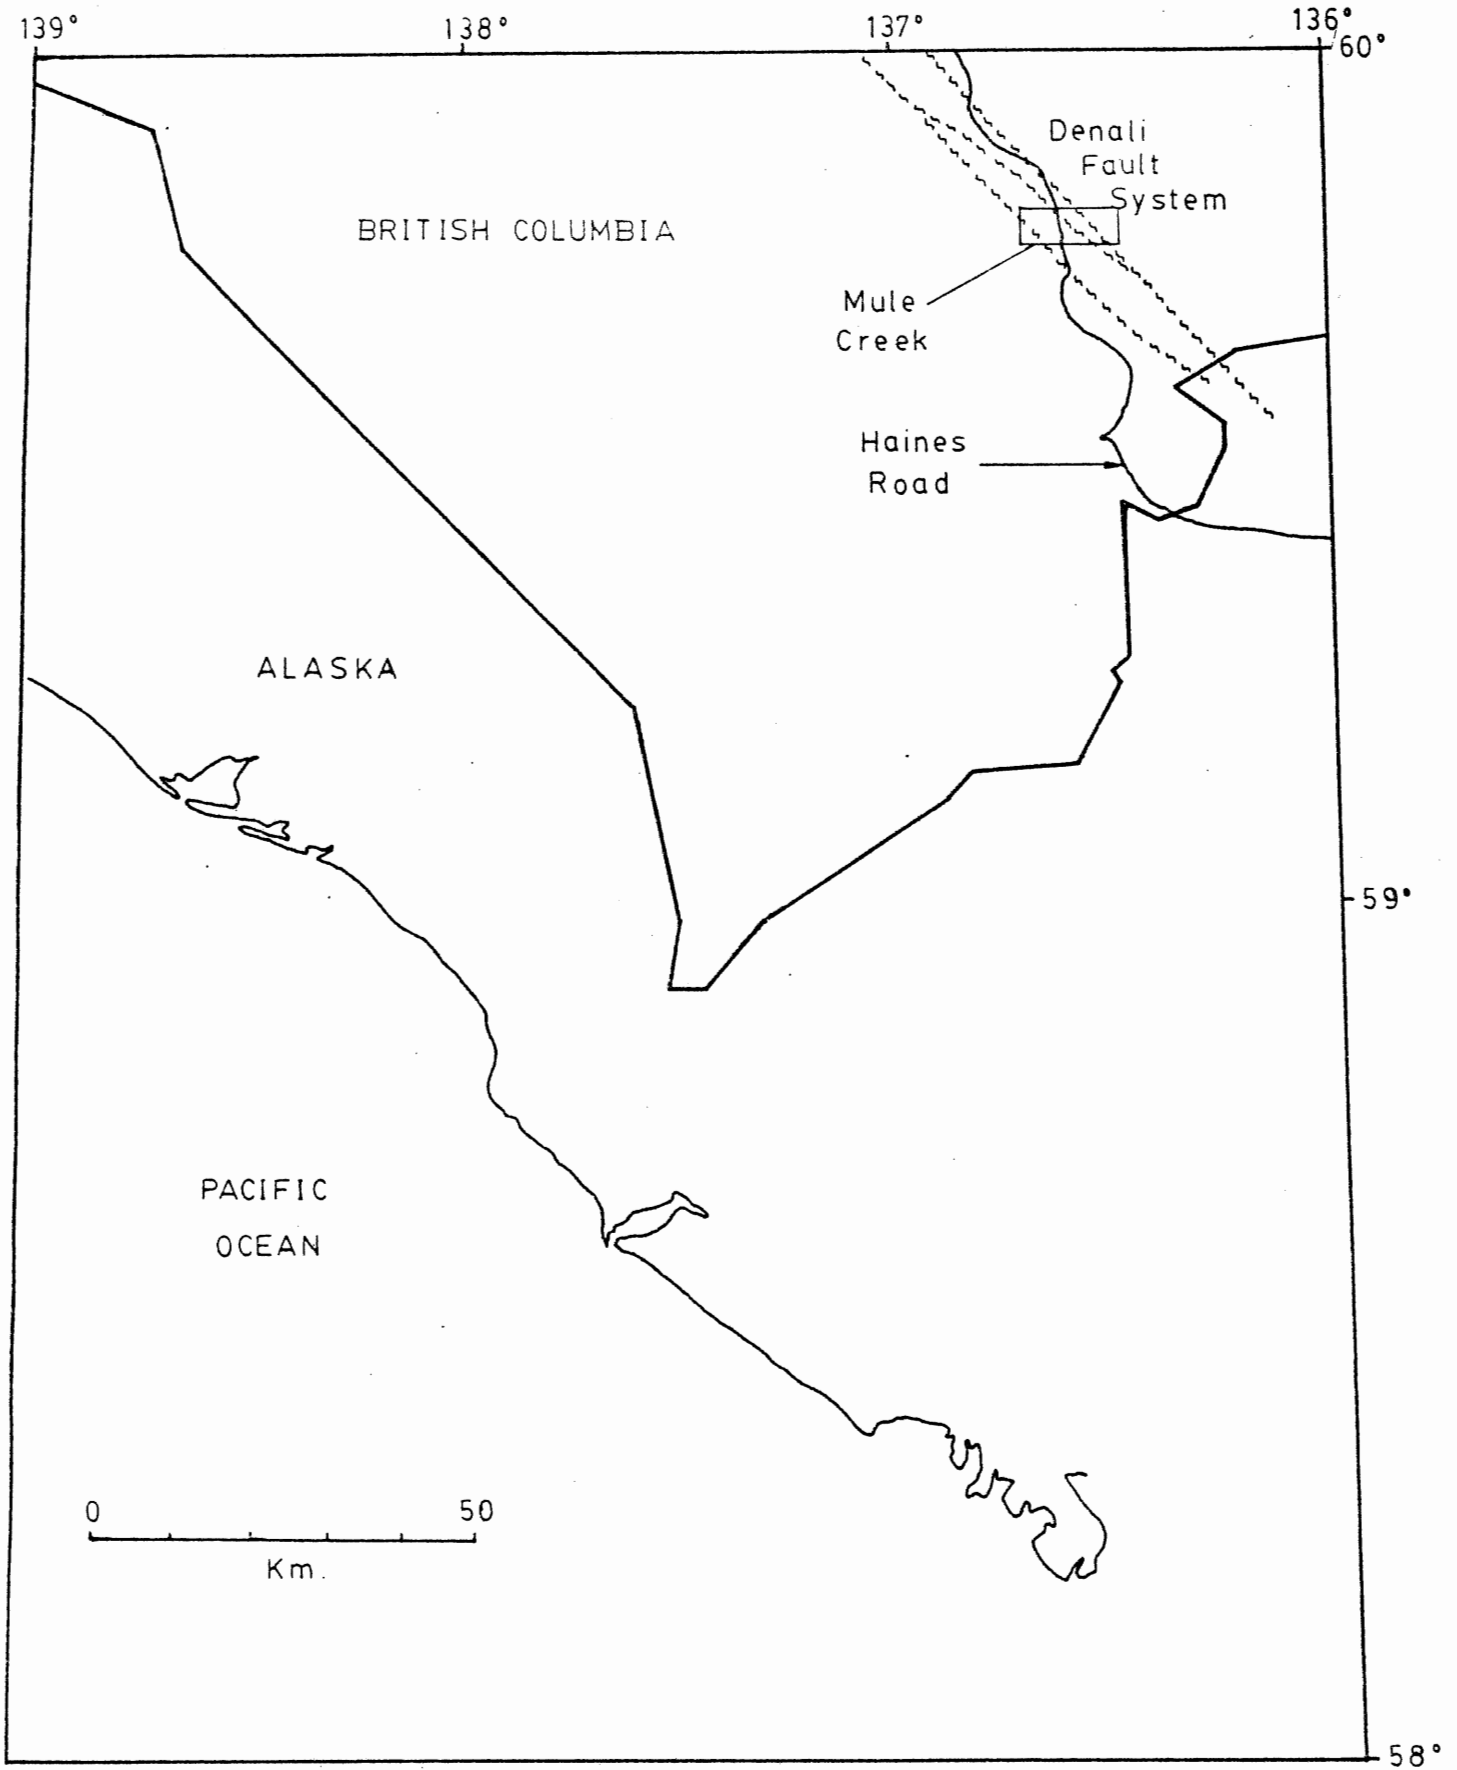 139°
138°
137°
136°
60°
Denali
Fault
System
BRITISH COLUMBIA
Mule
Creek
Haines
Road
ALASKA
59°
PACIFIC
OCEAN
0
50
Km.
58°